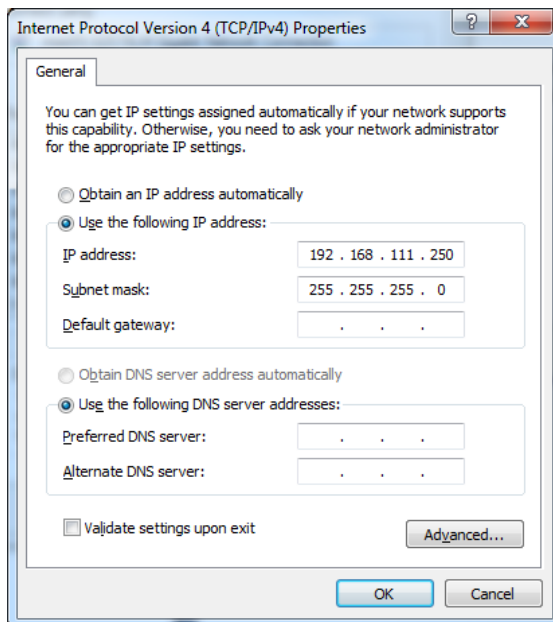 Internet Protocol Version 4 (TCP/IPv4) Properties
General
You can get IP settings assigned automatically if your network supports
this capability. Otherwise, you need to ask your network administrator
for the appropriate IP settings.
Obtain an IP address automatically
Use the following IP address:
IP address: 192 . 168 . 111 . 250
Subnet mask: 255 . 255 . 255 . 0
Default gateway: . . .
Obtain DNS server address automatically
Use the following DNS server addresses:
Preferred DNS server: . . .
Alternate DNS server: . . .
Validate settings upon exit
Advanced...
OK Cancel